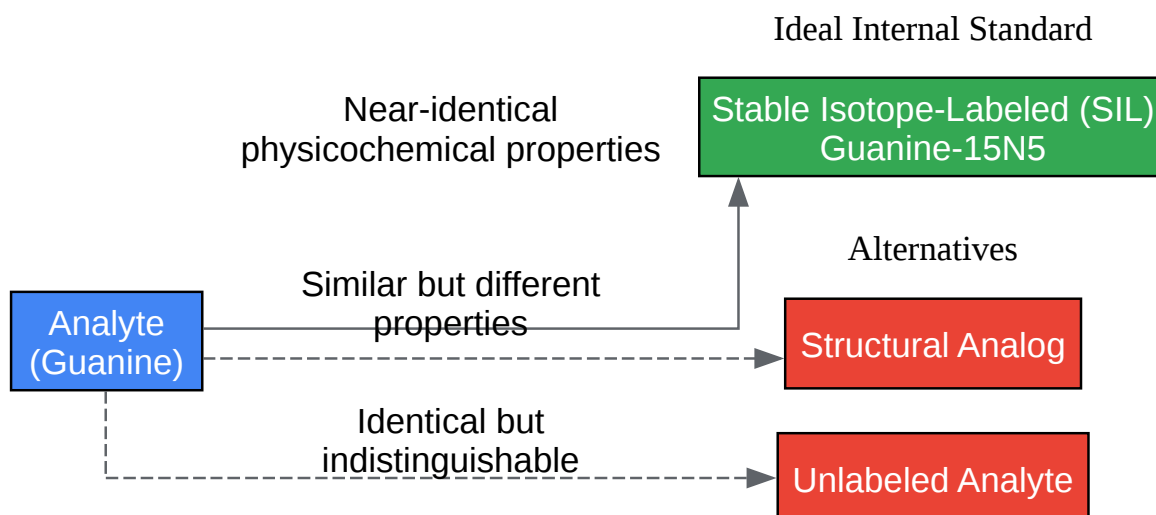 Ideal Internal Standard
Near-identical
physicochemical properties
Stable Isotope-Labeled (SIL)
Guanine-15N5
Alternatives
Similar but different
properties
Analyte
(Guanine)
Structural Analog
Identical but
indistinguishable
Unlabeled Analyte